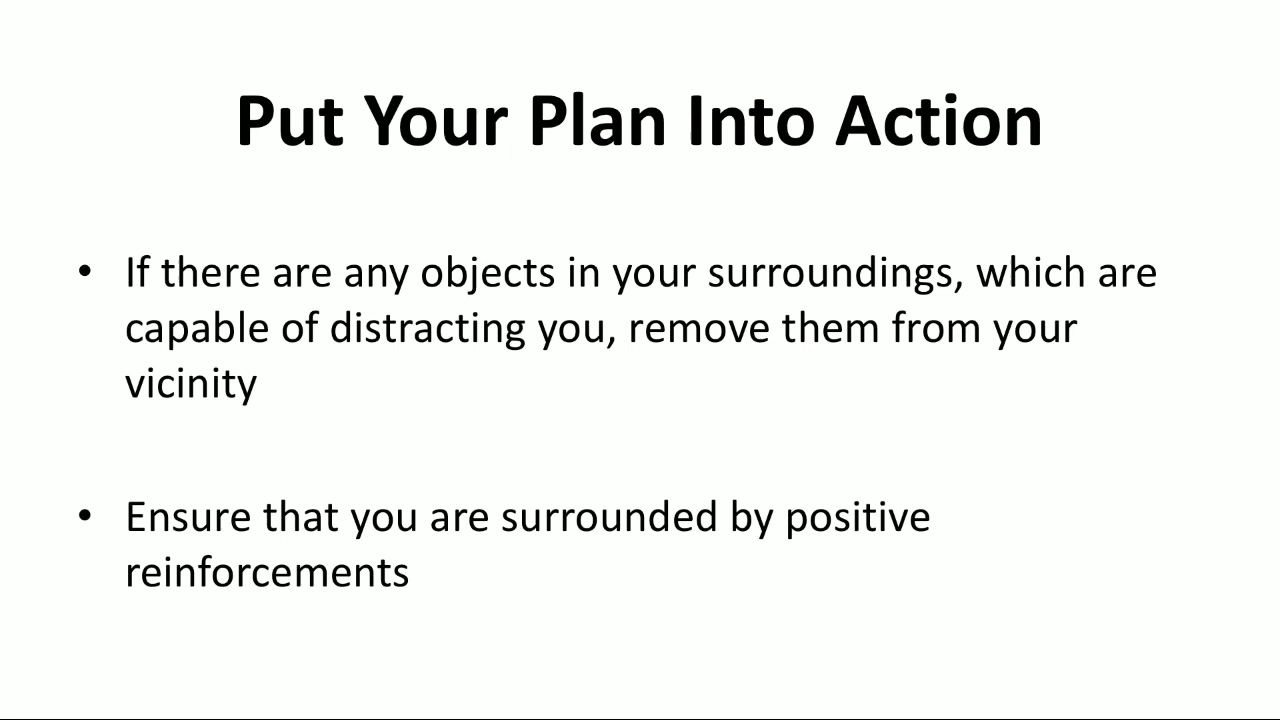 Put Your Plan Into Action
• If there are any objects in your surroundings, which are
capable of distracting you, remove them from your
vicinity
• Ensure that you are surrounded by positive
reinforcements